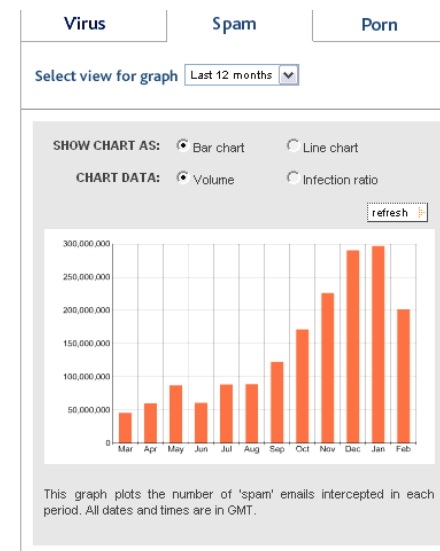 Virus Spam Porn
Select view for graph Last 12 months
SHOW CHART AS: Bar chart Line chart
CHART DATA: Volume Infection ratio
refresh
300,000,000
250,000,000
200,000,000
150,000,000
100,000,000
50,000,000
0
Mar Apr May Jun Jul Aug Sep Oct Nov Dec Jan Feb
This graph plots the number of 'spam' emails intercepted in each
period. All dates and times are in GMT.